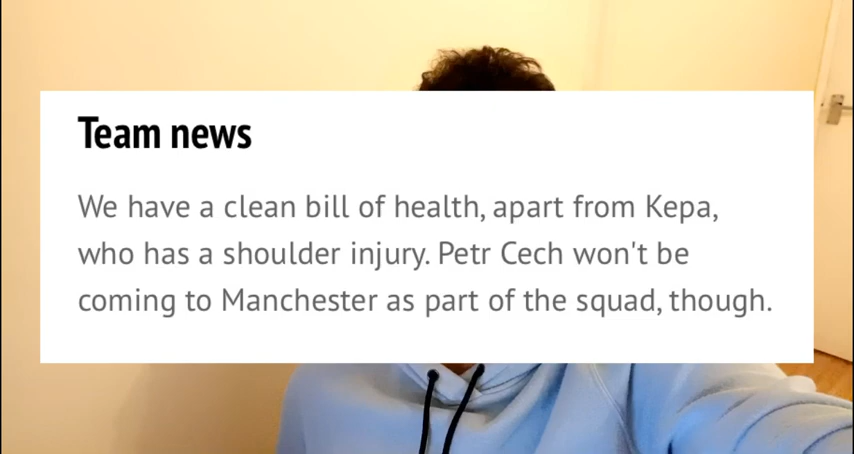 Team news
We have a clean bill of health, apart from Kepa,
who has a shoulder injury. Petr Cech won't be
coming to Manchester as part of the squad, though.